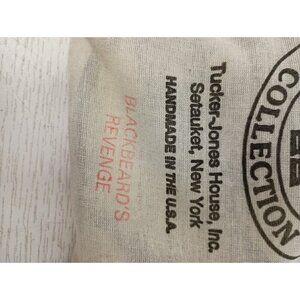 COLLECTION
Tucker-Jones House, Inc.
Setauket, New York
HANDMADE IN THE U.S.A.
BLACKBEARD'S
REVENGE